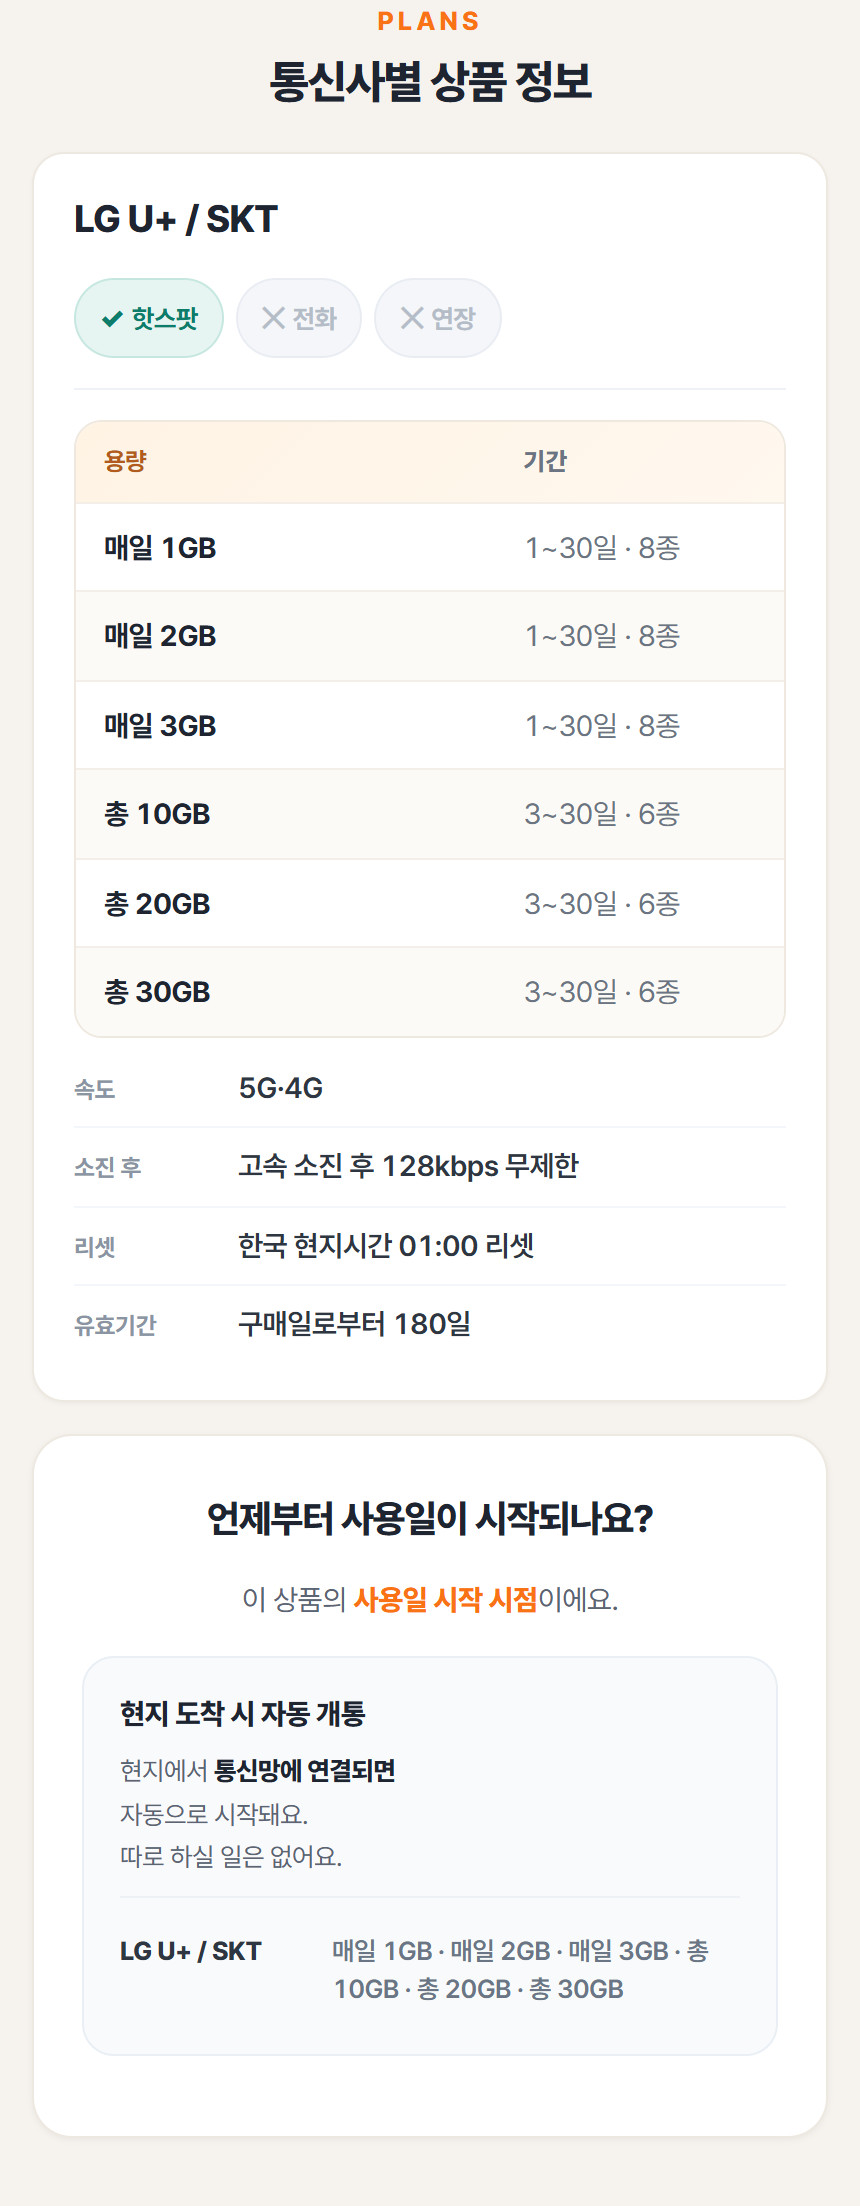 PLANS
통신사별 상품 정보
LG U+ / SKT
✓ 핫스팟 ✕ 전화 ✕ 연장
용량 기간
매일 1GB 1~30일 · 8종
매일 2GB 1~30일 · 8종
매일 3GB 1~30일 · 8종
총 10GB 3~30일 · 6종
총 20GB 3~30일 · 6종
총 30GB 3~30일 · 6종
속도 5G·4G
소진 후 고속 소진 후 128kbps 무제한
리셋 한국 현지시간 01:00 리셋
유효기간 구매일로부터 180일
언제부터 사용일이 시작되나요?
이 상품의 사용일 시작 시점이에요.
현지 도착 시 자동 개통
현지에서 통신망에 연결되면
자동으로 시작돼요.
따로 하실 일은 없어요.
LG U+ / SKT 매일 1GB · 매일 2GB · 매일 3GB · 총
10GB · 총 20GB · 총 30GB